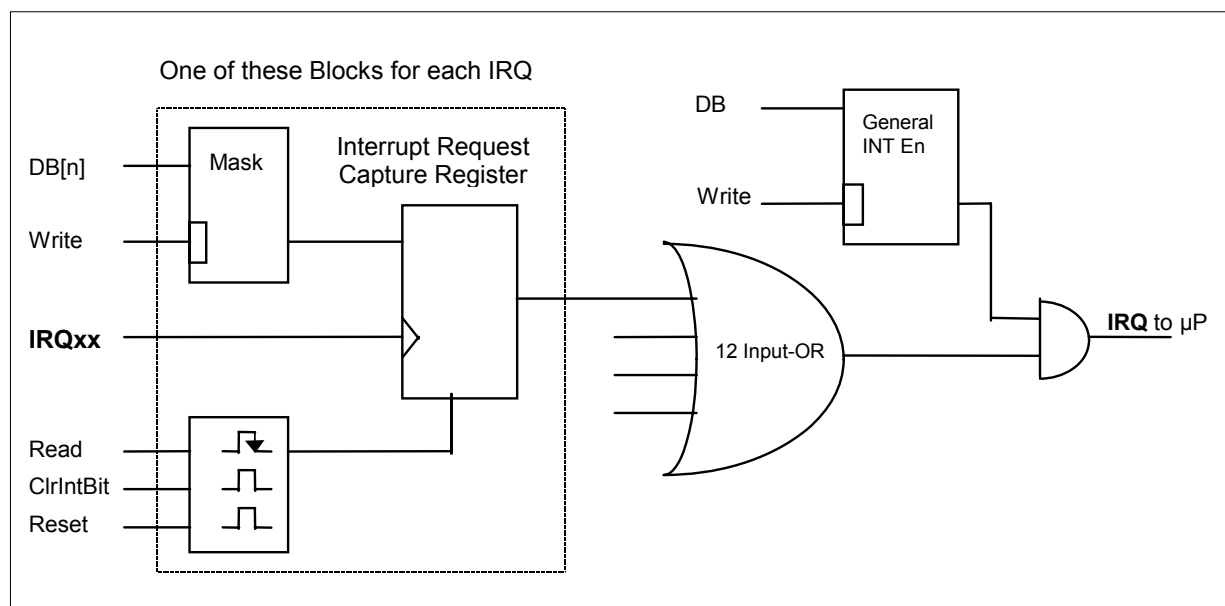 One of these Blocks for each IRQ
DB[n]
Mask
Write
Interrupt Request
Capture Register
IRQxx
Read
ClrIntBit
Reset
12 Input-OR
DB
General
INT En
Write
IRQ to µP